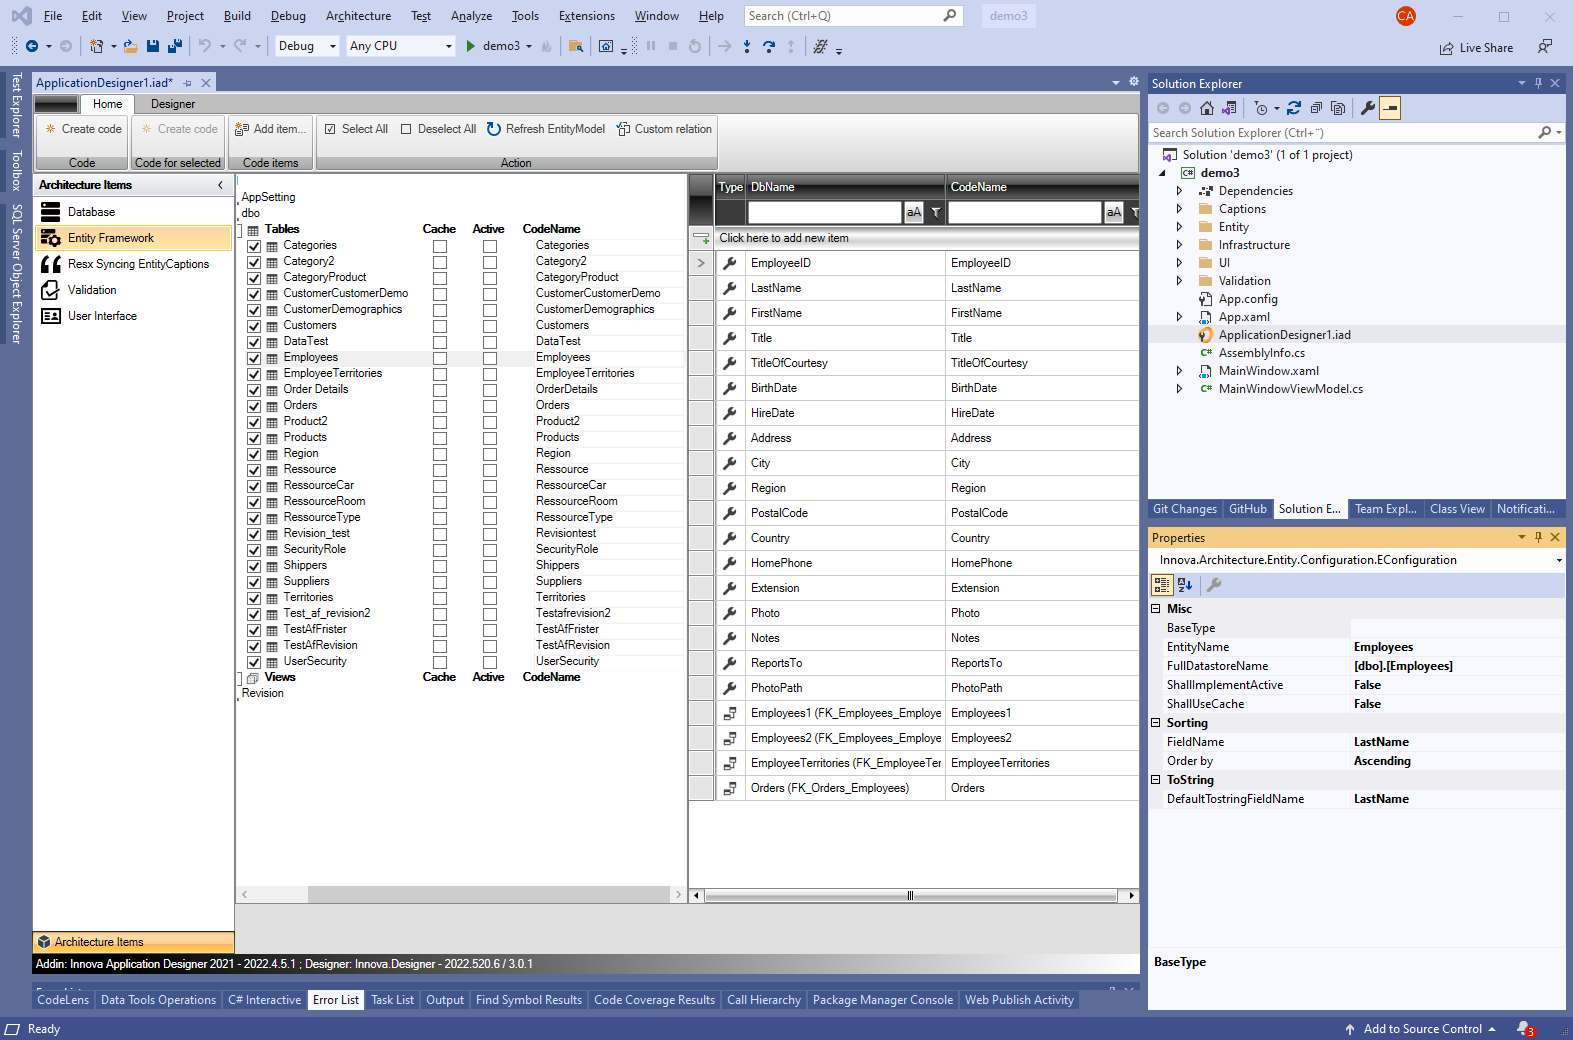 File Edit View Project Build Debug Architecture Test Analyze Tools Extensions Window Help Search (Ctrl+Q) demo3 CA
Debug Any CPU demo3 Live Share
Test Explorer
Toolbox
SQL Server Object Explorer
ApplicationDesigner1.iad*
Home Designer
Create code Create code Add item... Select All Deselect All Refresh EntityModel Custom relation
Code Code for selected Code items Action
Architecture Items
Database
Entity Framework
Resx Syncing EntityCaptions
Validation
User Interface
Architecture Items
AppSetting
dbo
Tables Cache Active CodeName
Categories Categories
Category2 Category2
CategoryProduct CategoryProduct
CustomerCustomerDemo CustomerCustomerDemo
CustomerDemographics CustomerDemographics
Customers Customers
DataTest DataTest
Employees Employees
EmployeeTerritories EmployeeTerritories
Order Details OrderDetails
Orders Orders
Product2 Product2
Products Products
Region Region
Ressource Ressource
RessourceCar RessourceCar
RessourceRoom RessourceRoom
RessourceType RessourceType
Revision_test Revisiontest
SecurityRole SecurityRole
Shippers Shippers
Suppliers Suppliers
Territories Territories
Test_af_revision2 Testafrevision2
TestAfFrister TestAfFrister
TestAfRevision TestAfRevision
UserSecurity UserSecurity
Views Cache Active CodeName
Revision
Type DbName CodeName
aA aA
Click here to add new item
EmployeeID EmployeeID
LastName LastName
FirstName FirstName
Title Title
TitleOfCourtesy TitleOfCourtesy
BirthDate BirthDate
HireDate HireDate
Address Address
City City
Region Region
PostalCode PostalCode
Country Country
HomePhone HomePhone
Extension Extension
Photo Photo
Notes Notes
ReportsTo ReportsTo
PhotoPath PhotoPath
Employees1 (FK_Employees_Employe Employees1
Employees2 (FK_Employees_Employe Employees2
EmployeeTerritories (FK_EmployeeTer EmployeeTerritories
Orders (FK_Orders_Employees) Orders
Addin: Innova Application Designer 2021 - 2022.4.5.1 ; Designer: Innova.Designer - 2022.520.6 / 3.0.1
Solution Explorer
Search Solution Explorer (Ctrl+¨)
Solution 'demo3' (1 of 1 project)
demo3
Dependencies
Captions
Entity
Infrastructure
UI
Validation
App.config
App.xaml
ApplicationDesigner1.iad
AssemblyInfo.cs
MainWindow.xaml
MainWindowViewModel.cs
Git Changes GitHub Solution E... Team Expl... Class View Notificati...
Properties
Innova.Architecture.Entity.Configuration.EConfiguration
Misc
BaseType
EntityName Employees
FullDatastoreName [dbo].[Employees]
ShallImplementActive False
ShallUseCache False
Sorting
FieldName LastName
Order by Ascending
ToString
DefaultTostringFieldName LastName
BaseType
CodeLens Data Tools Operations C# Interactive Error List Task List Output Find Symbol Results Code Coverage Results Call Hierarchy Package Manager Console Web Publish Activity
Ready Add to Source Control 3